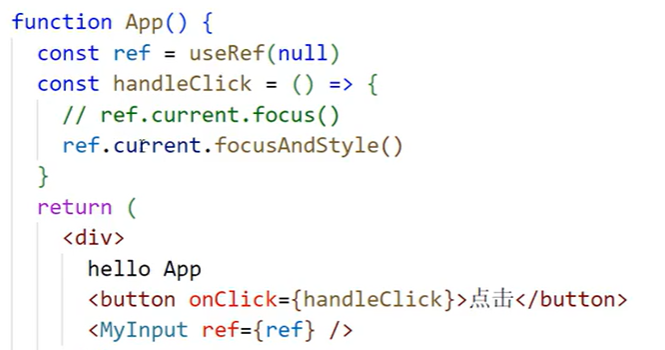 function App() {
const ref = useRef(null)
const handleClick = () => {
// ref.current.focus()
ref.current.focusAndStyle()
}
return (
<div>
hello App
<button onClick={handleClick}>点击</button>
<MyInput ref={ref} />